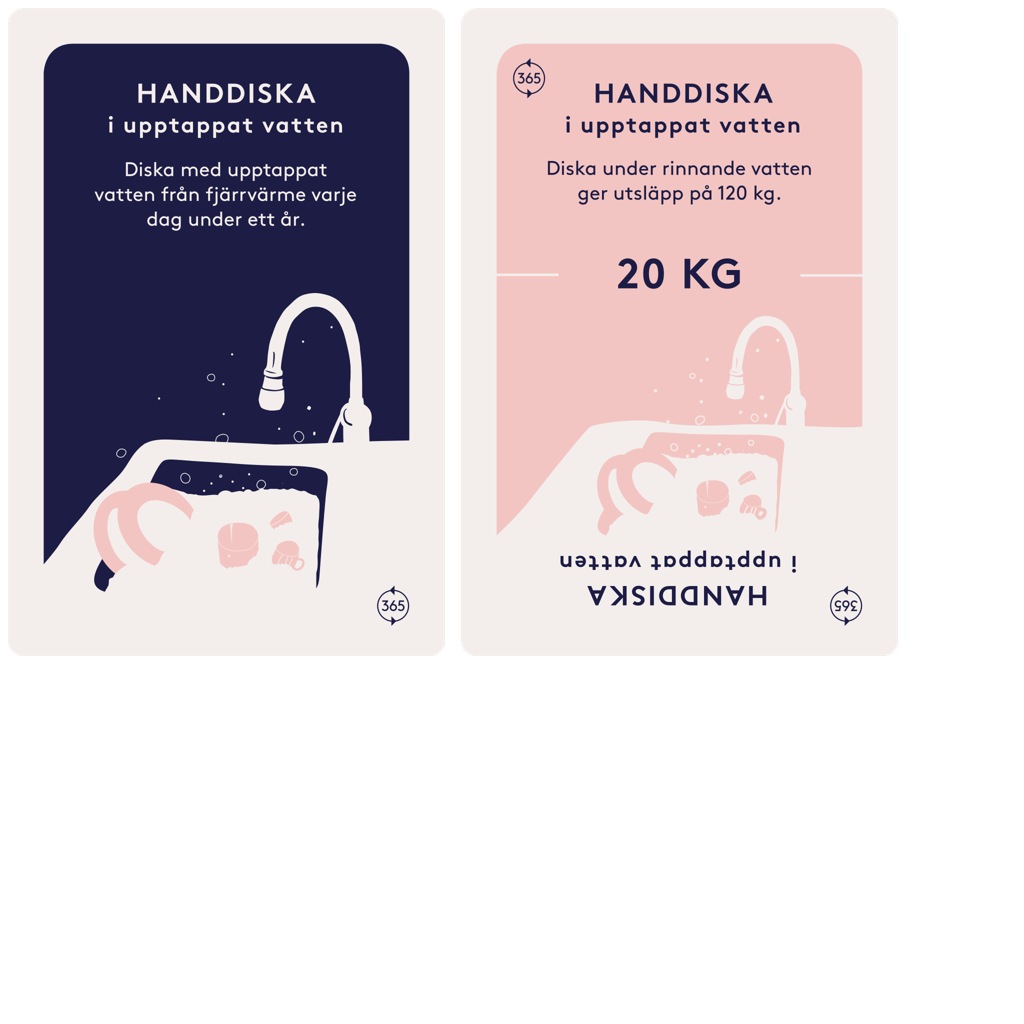 HANDDISKA
i upptappat vatten
Diska med upptappat
vatten från fjärrvärme varje
dag under ett år.
365
365
HANDDISKA
i upptappat vatten
Diska under rinnande vatten
ger utsläpp på 120 kg.
20 KG
HANDDISKA
i upptappat vatten
365